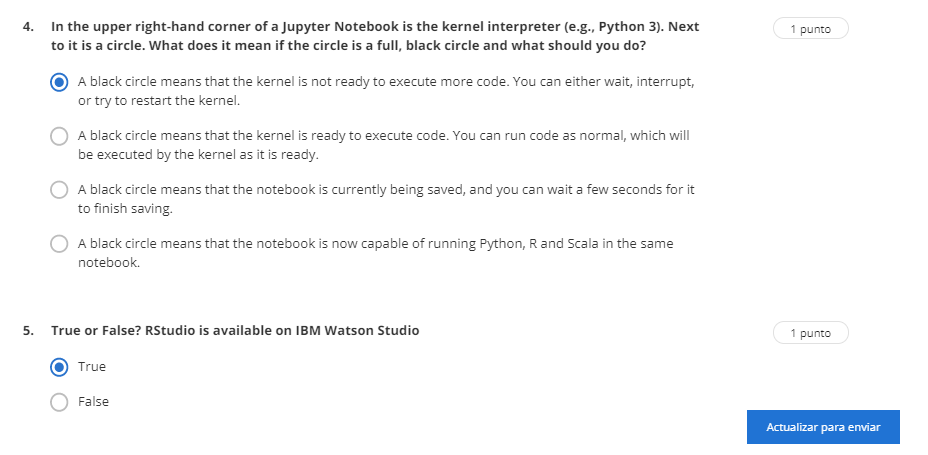 4. In the upper right-hand corner of a Jupyter Notebook is the kernel interpreter (e.g., Python 3). Next
to it is a circle. What does it mean if the circle is a full, black circle and what should you do?
1 punto
A black circle means that the kernel is not ready to execute more code. You can either wait, interrupt,
or try to restart the kernel.
A black circle means that the kernel is ready to execute code. You can run code as normal, which will
be executed by the kernel as it is ready.
A black circle means that the notebook is currently being saved, and you can wait a few seconds for it
to finish saving.
A black circle means that the notebook is now capable of running Python, R and Scala in the same
notebook.
5. True or False? RStudio is available on IBM Watson Studio
1 punto
True
False
Actualizar para enviar